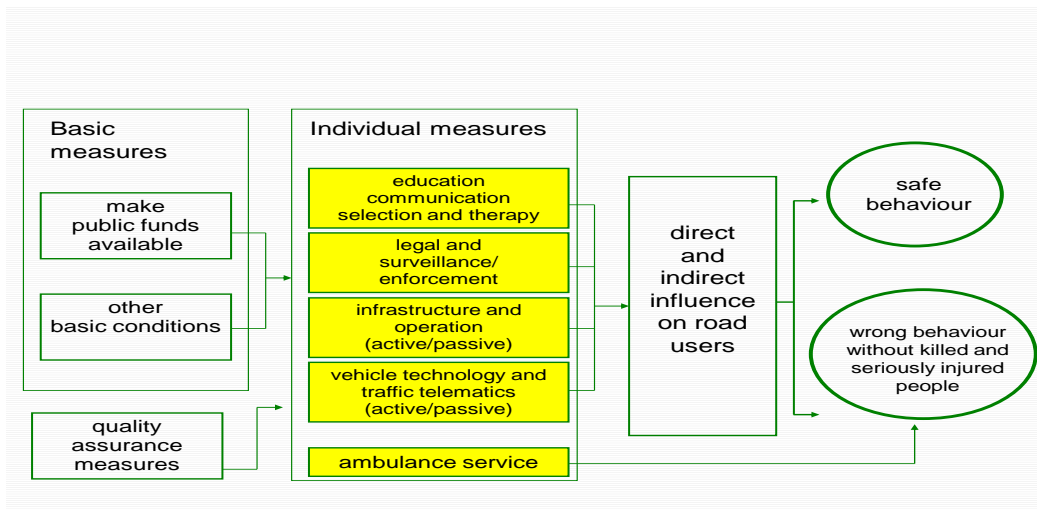 Basic
measures
make
public funds
available
other
basic conditions
quality
assurance
measures
Individual measures
education
communication
selection and therapy
legal and
surveillance/
enforcement
infrastructure and
operation
(active/passive)
vehicle technology and
traffic telematics
(active/passive)
ambulance service
direct
and
indirect
influence
on road
users
safe
behaviour
wrong behaviour
without killed and
seriously injured
people